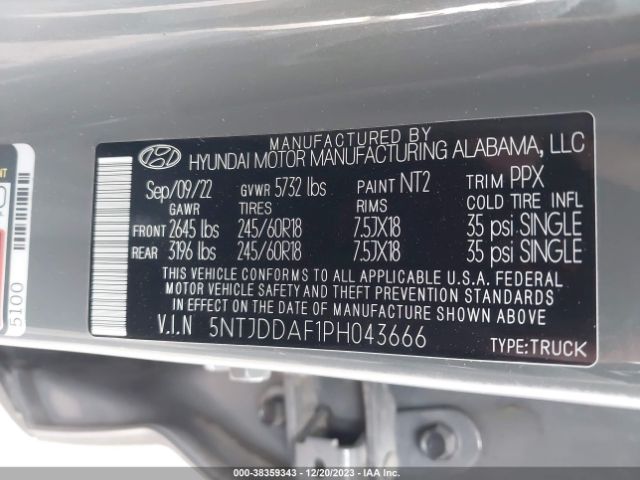 MANUFACTURED BY
HYUNDAI MOTOR MANUFACTURING ALABAMA, LLC
Sep/09/22 GVWR 5732 lbs PAINT NT2 TRIM PPX
GAWR TIRES RIMS COLD TIRE INFL
FRONT 2645 lbs 245/60R18 7.5JX18 35 psi SINGLE
REAR 3196 lbs 245/60R18 7.5JX18 35 psi SINGLE
THIS VEHICLE CONFORMS TO ALL APPLICABLE U.S.A. FEDERAL
MOTOR VEHICLE SAFETY AND THEFT PREVENTION STANDARDS
IN EFFECT ON THE DATE OF MANUFACTURE SHOWN ABOVE.
V.I.N 5NTJDDAF1PH043666
TYPE:TRUCK
5100
000-38359343 - 12/20/2023 - IAA Inc.